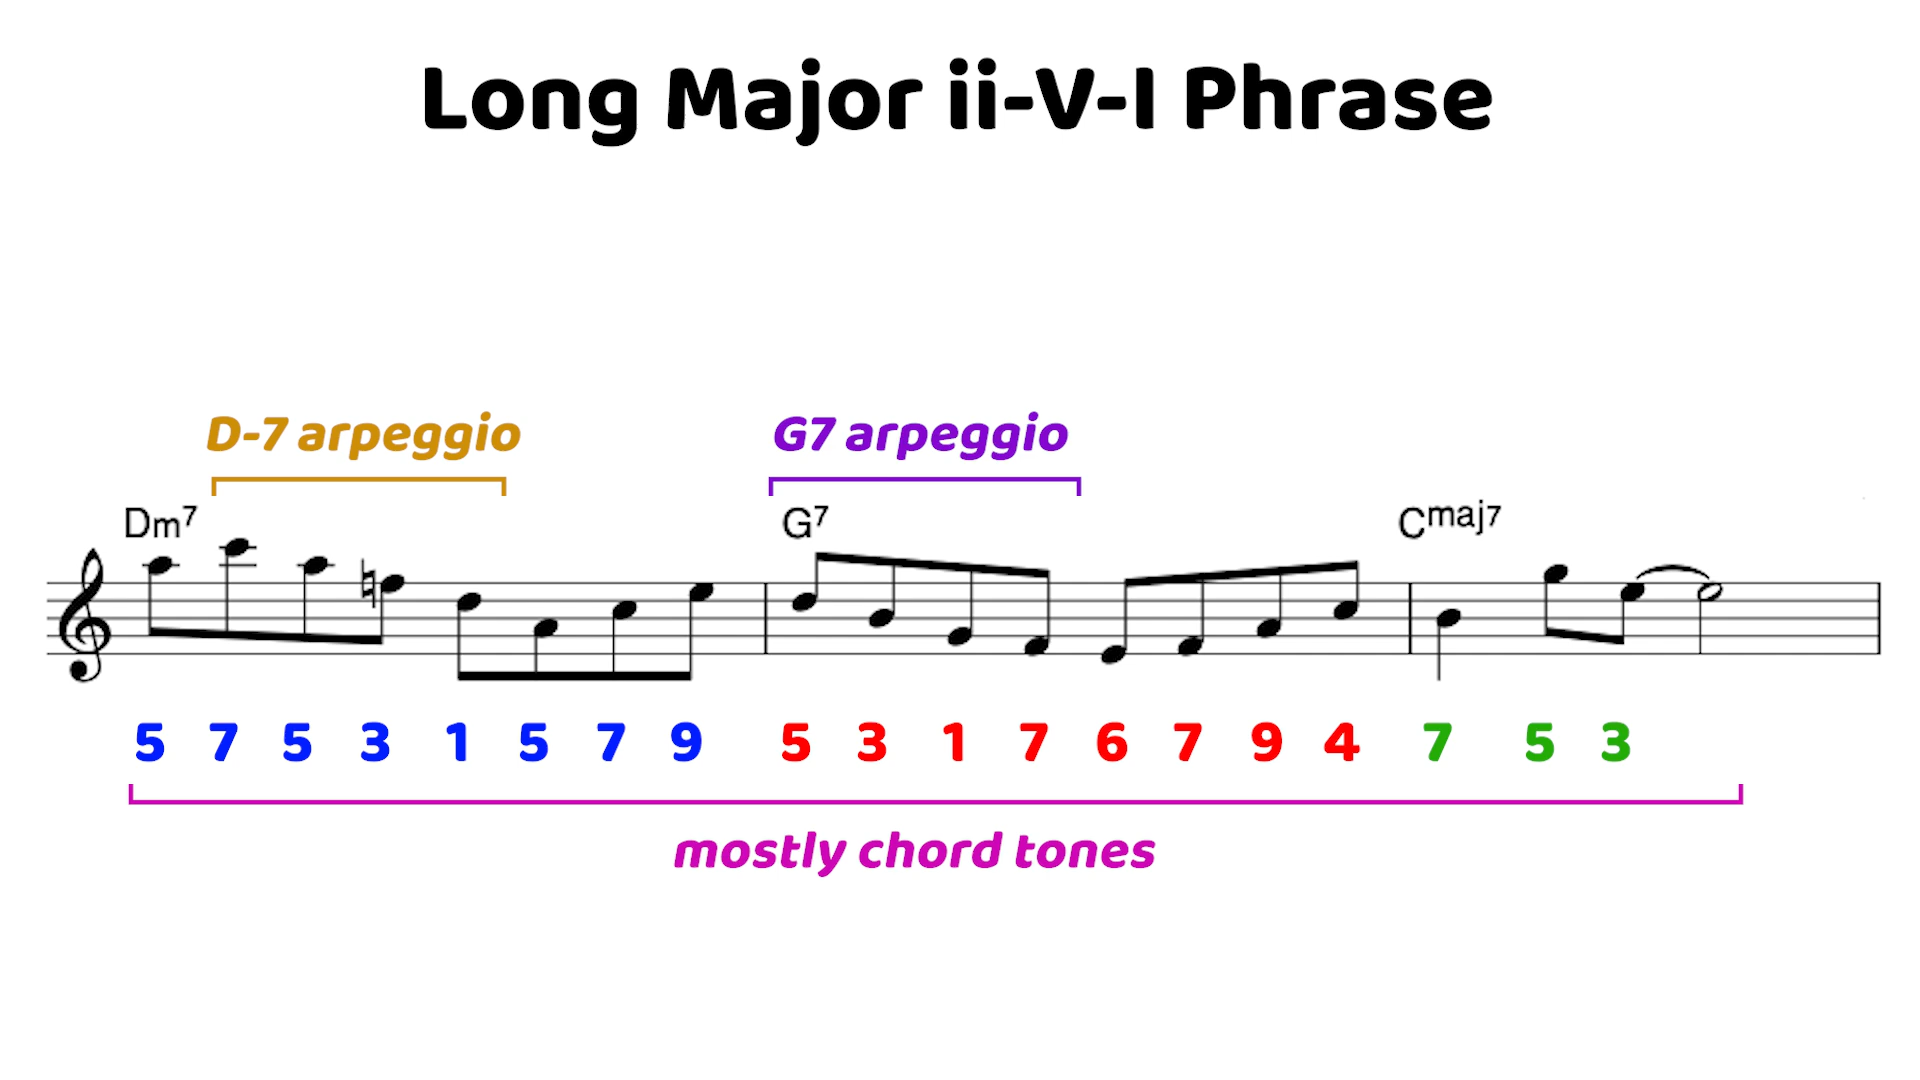 Long Major ii-V-I Phrase
D-7 arpeggio G7 arpeggio
Dm7 G7 Cmaj7
5 7 5 3 1 5 7 9 5 3 1 7 6 7 9 4 7 5 3
mostly chord tones